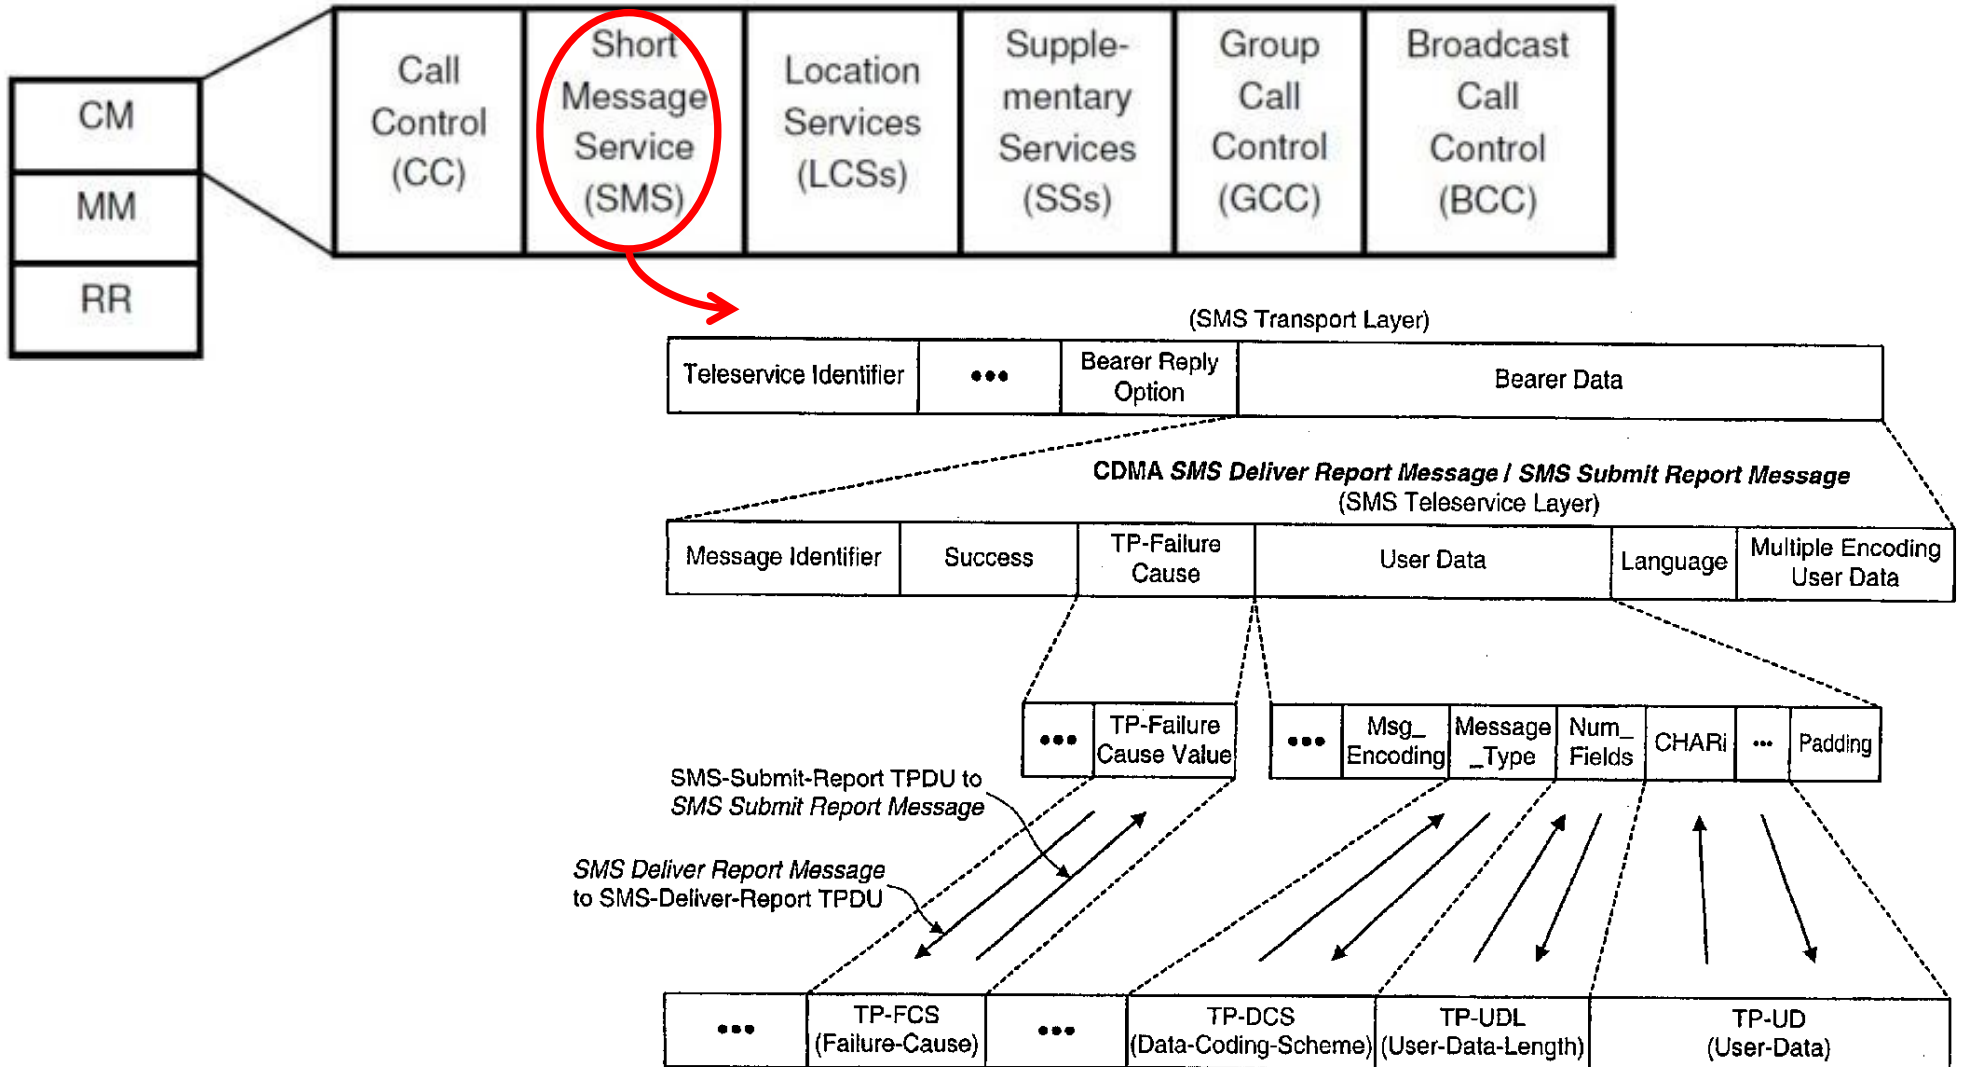 CM
MM
RR
Call
Control
(CC)
Short
Message
Service
(SMS)
Location
Services
(LCSs)
Supple-
mentary
Services
(SSs)
Group
Call
Control
(GCC)
Broadcast
Call
Control
(BCC)
(SMS Transport Layer)
Teleservice Identifier
•••
Bearer Reply
Option
Bearer Data
CDMA SMS Deliver Report Message / SMS Submit Report Message
(SMS Teleservice Layer)
Message Identifier
Success
TP-Failure
Cause
User Data
Language
Multiple Encoding
User Data
•••
TP-Failure
Cause Value
•••
Msg_
Encoding
Message
_Type
Num_
Fields
CHARi
•••
Padding
SMS-Submit-Report TPDU to
SMS Submit Report Message
SMS Deliver Report Message
to SMS-Deliver-Report TPDU
•••
TP-FCS
(Failure-Cause)
•••
TP-DCS
(Data-Coding-Scheme)
TP-UDL
(User-Data-Length)
TP-UD
(User-Data)